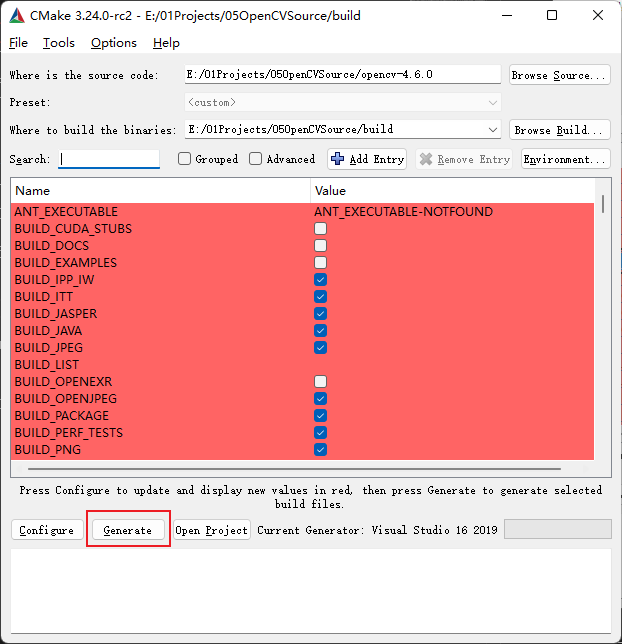 CMake 3.24.0-rc2 - E:/01Projects/05OpenCVSource/build
File Tools Options Help
Where is the source code: E:/01Projects/05OpenCVSource/opencv-4.6.0 Browse Source...
Preset: <custom>
Where to build the binaries: E:/01Projects/05OpenCVSource/build Browse Build...
Search: Grouped Advanced Add Entry Remove Entry Environment...
Name Value
ANT_EXECUTABLE ANT_EXECUTABLE-NOTFOUND
BUILD_CUDA_STUBS
BUILD_DOCS
BUILD_EXAMPLES
BUILD_IPP_IW
BUILD_ITT
BUILD_JASPER
BUILD_JAVA
BUILD_JPEG
BUILD_LIST
BUILD_OPENEXR
BUILD_OPENJPEG
BUILD_PACKAGE
BUILD_PERF_TESTS
BUILD_PNG
Press Configure to update and display new values in red, then press Generate to generate selected
build files.
Configure Generate Open Project Current Generator: Visual Studio 16 2019